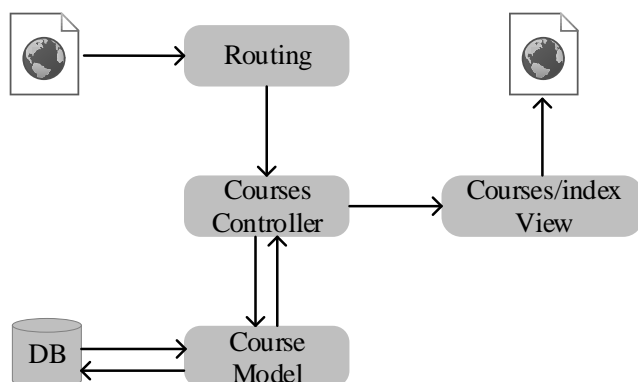 Routing
Courses
Controller
Courses/index
View
DB
Course
Model